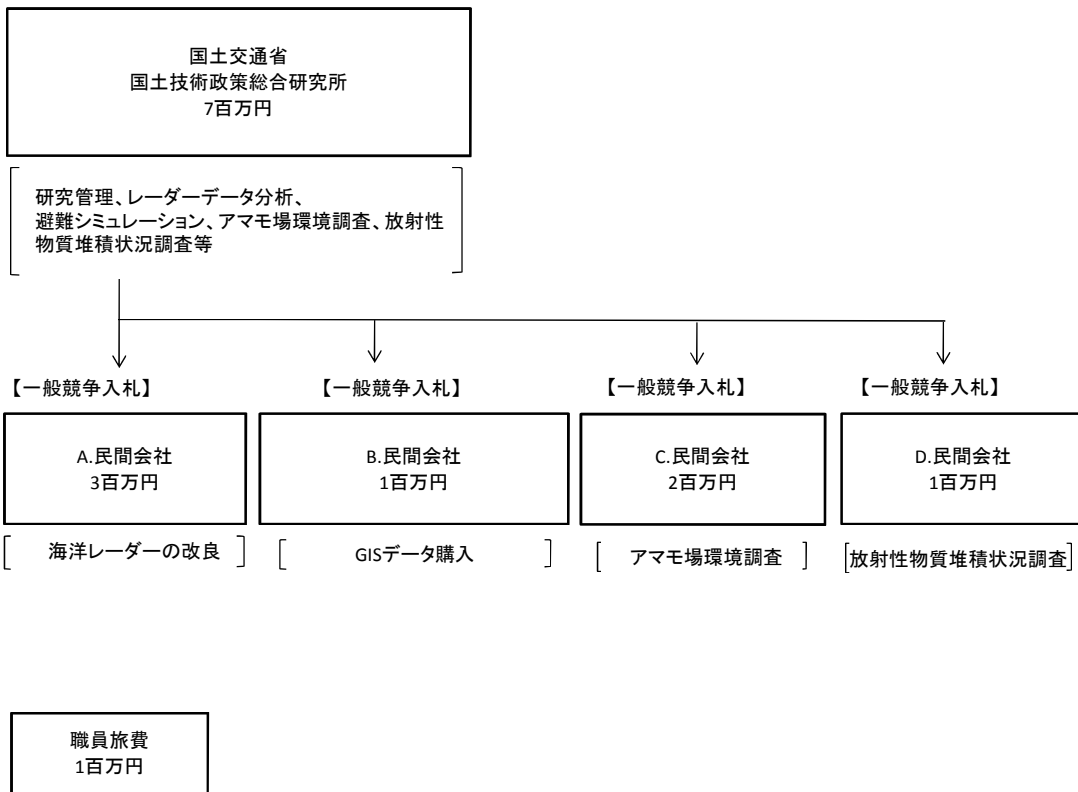 国土交通省
国土技術政策総合研究所
7百万円
研究管理、レーダーデータ分析、
避難シミュレーション、アマモ場環境調査、放射性
物質堆積状況調査等
【一般競争入札】
【一般競争入札】
【一般競争入札】
【一般競争入札】
A.民間会社
3百万円
B.民間会社
1百万円
C.民間会社
2百万円
D.民間会社
1百万円
海洋レーダーの改良
GISデータ購入
アマモ場環境調査
放射性物質堆積状況調査
職員旅費
1百万円